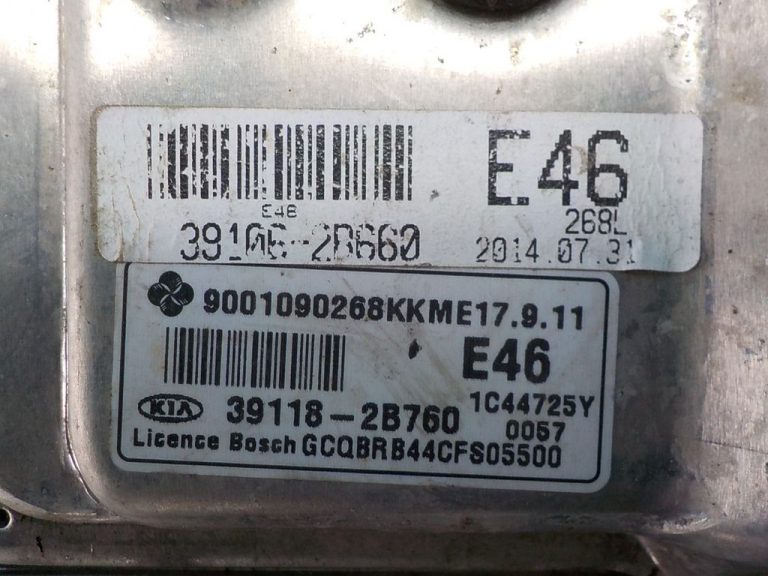 E46
E46
268L
39106-2B660
2014.07.31
9001090268KKME17.9.11
E46
KIA 39118-2B760
1C44725Y
0057
Licence Bosch GCQBRB44CFS05500